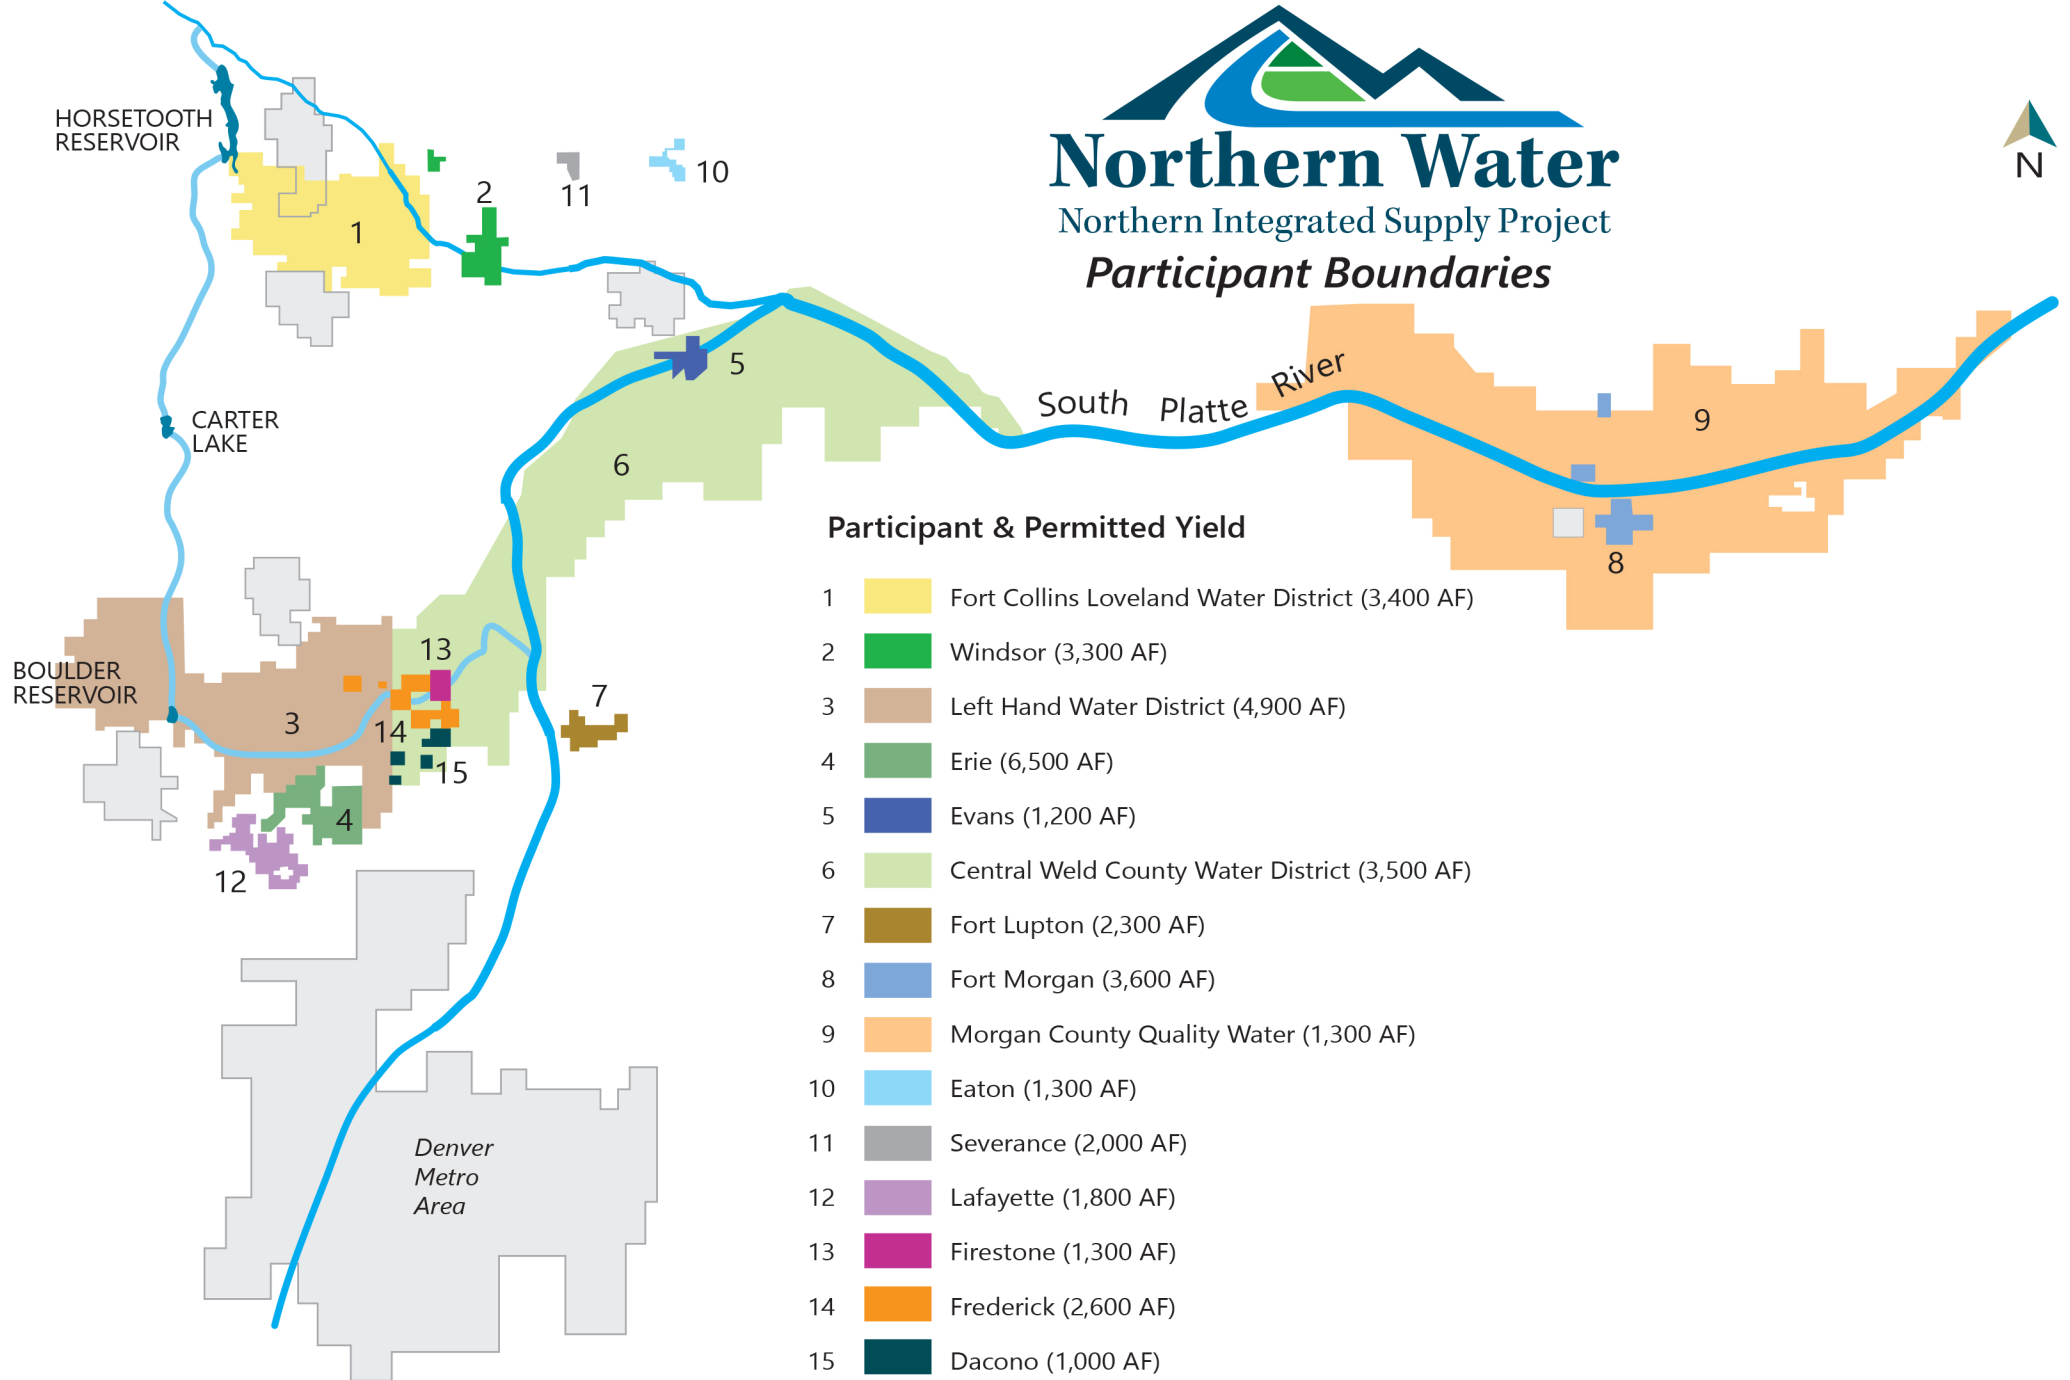 Northern Water
Northern Integrated Supply Project
Participant Boundaries
N
HORSETOOTH
RESERVOIR
1
2
11
10
CARTER
LAKE
5
6
South Platte River
9
8
BOULDER
RESERVOIR
3
13
14
15
7
4
12
Denver
Metro
Area
Participant & Permitted Yield
1 Fort Collins Loveland Water District (3,400 AF)
2 Windsor (3,300 AF)
3 Left Hand Water District (4,900 AF)
4 Erie (6,500 AF)
5 Evans (1,200 AF)
6 Central Weld County Water District (3,500 AF)
7 Fort Lupton (2,300 AF)
8 Fort Morgan (3,600 AF)
9 Morgan County Quality Water (1,300 AF)
10 Eaton (1,300 AF)
11 Severance (2,000 AF)
12 Lafayette (1,800 AF)
13 Firestone (1,300 AF)
14 Frederick (2,600 AF)
15 Dacono (1,000 AF)